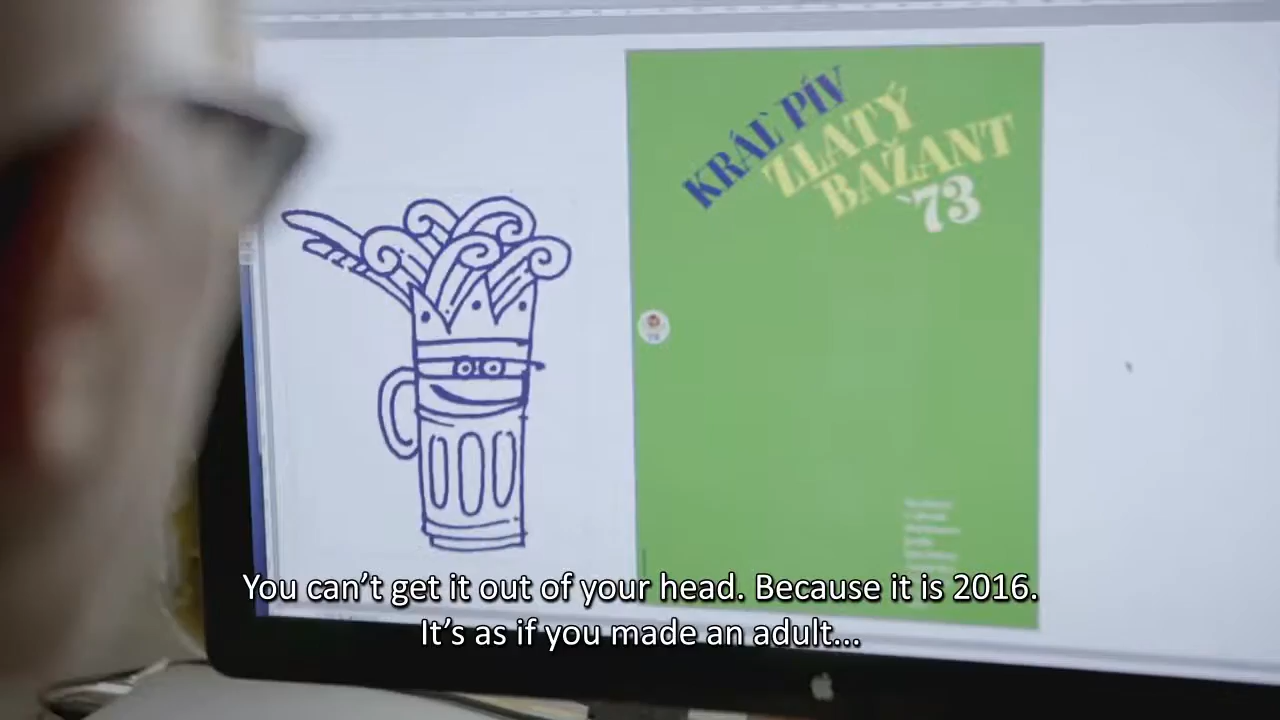 KRÁĽ PÍV
ZLATÝ
BAŽANT
'73
You can't get it out of your head. Because it is 2016.
It's as if you made an adult...